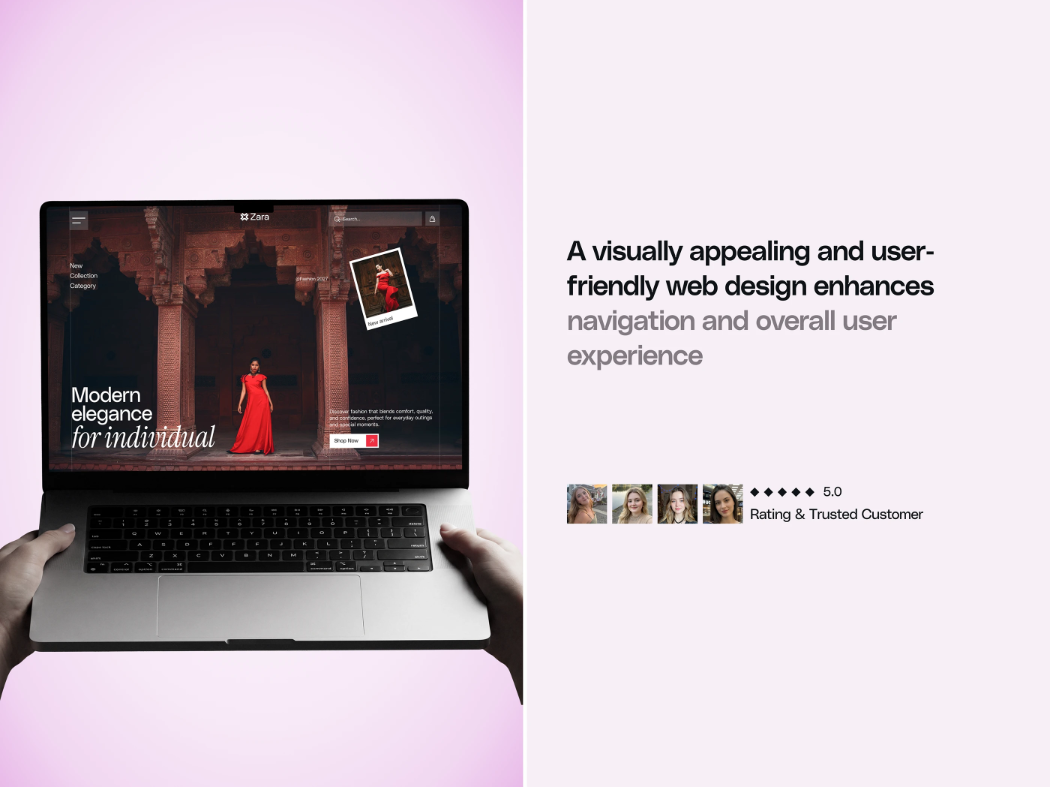 Zara
Search...
New
Collection
Category
New arrival
Modern
elegance
for individual
Discover fashion that blends comfort, quality,
and confidence, perfect for everyday outings
and special moments.
Shop Now
A visually appealing and user-
friendly web design enhances
navigation and overall user
experience
5.0
Rating & Trusted Customer